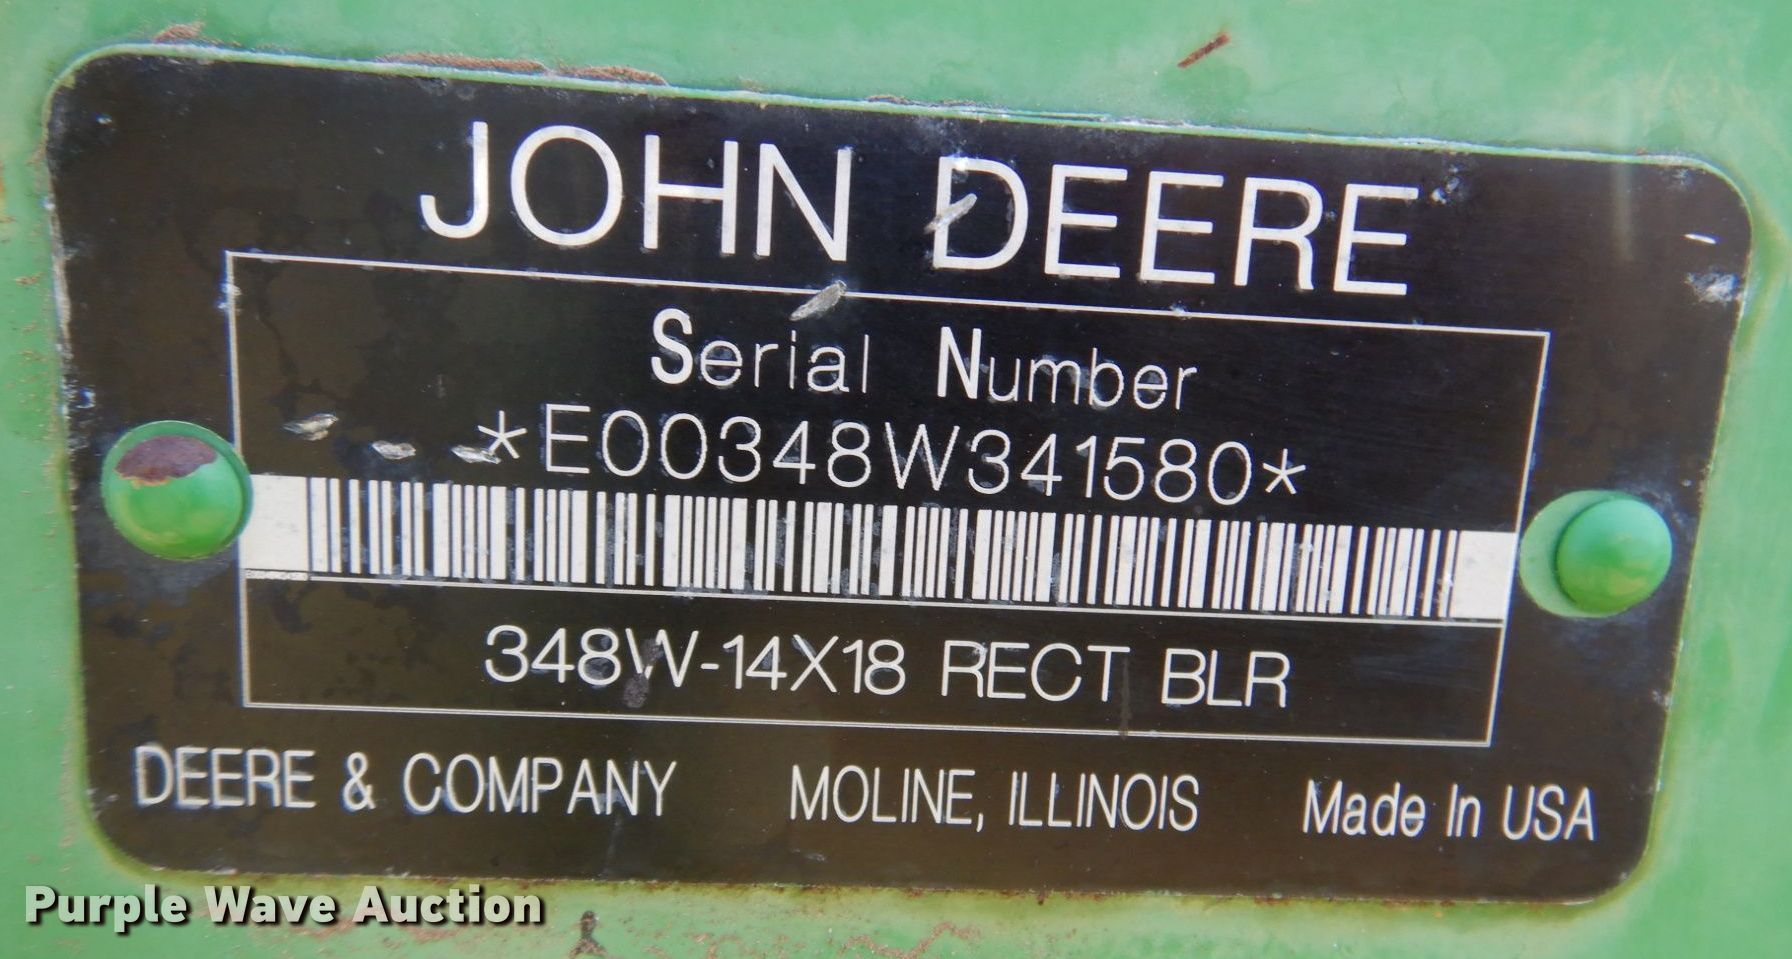 JOHN DEERE
Serial Number
*E00348W341580*
348W-14X18 RECT BLR
DEERE & COMPANY MOLINE, ILLINOIS Made In USA
Purple Wave Auction